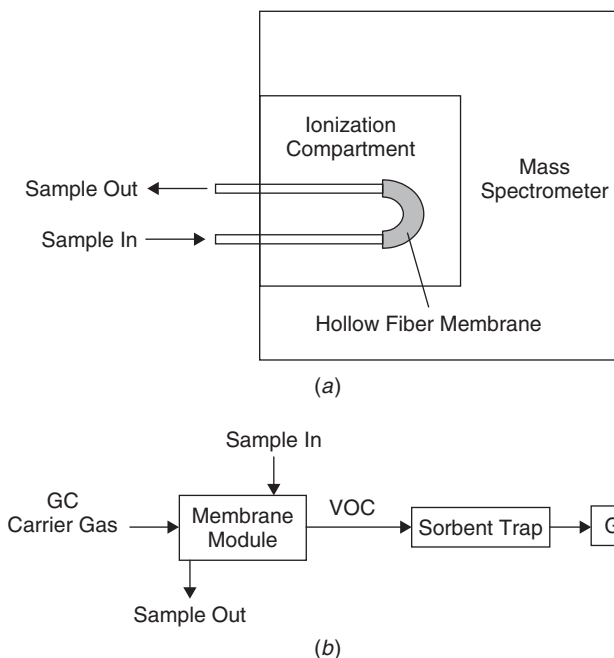 Ionization
Compartment
Mass
Spectrometer
Sample Out
Sample In
Hollow Fiber Membrane
(a)
Sample In
GC
Carrier Gas
Membrane
Module
VOC
Sorbent Trap
G
Sample Out
(b)